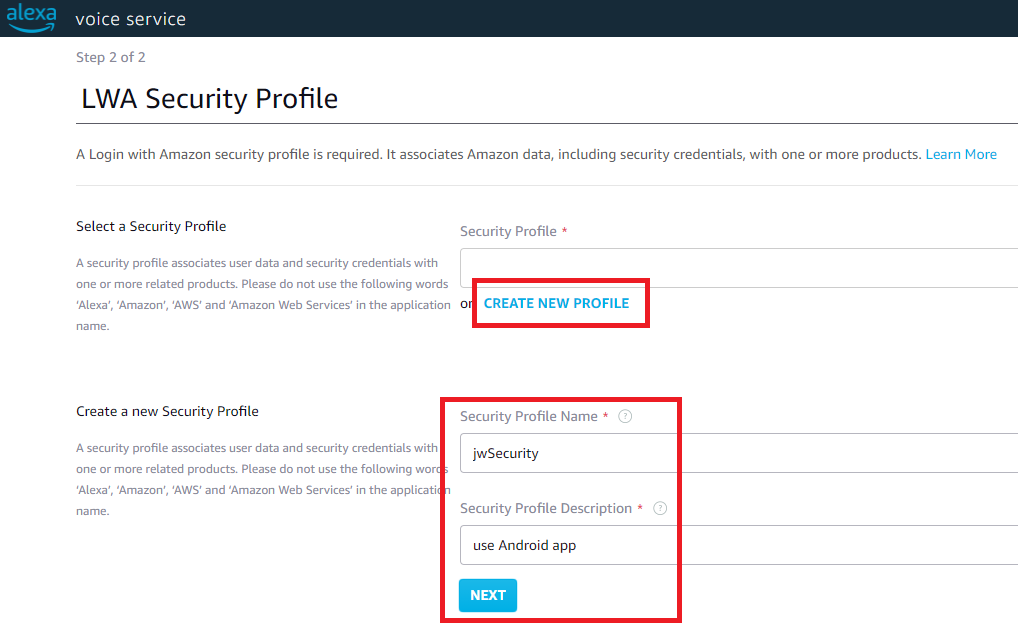 alexa
voice service
Step 2 of 2
LWA Security Profile
A Login with Amazon security profile is required. It associates Amazon data, including security credentials, with one or more products. Learn More
Select a Security Profile
A security profile associates user data and security credentials with
one or more related products. Please do not use the following words
‘Alexa’, ‘Amazon’, ‘AWS’ and ‘Amazon Web Services’ in the application
name.
Security Profile *
or CREATE NEW PROFILE
Create a new Security Profile
A security profile associates user data and security credentials with
one or more related products. Please do not use the following words
‘Alexa’, ‘Amazon’, ‘AWS’ and ‘Amazon Web Services’ in the application
name.
Security Profile Name * ?
jwSecurity
Security Profile Description * ?
use Android app
NEXT